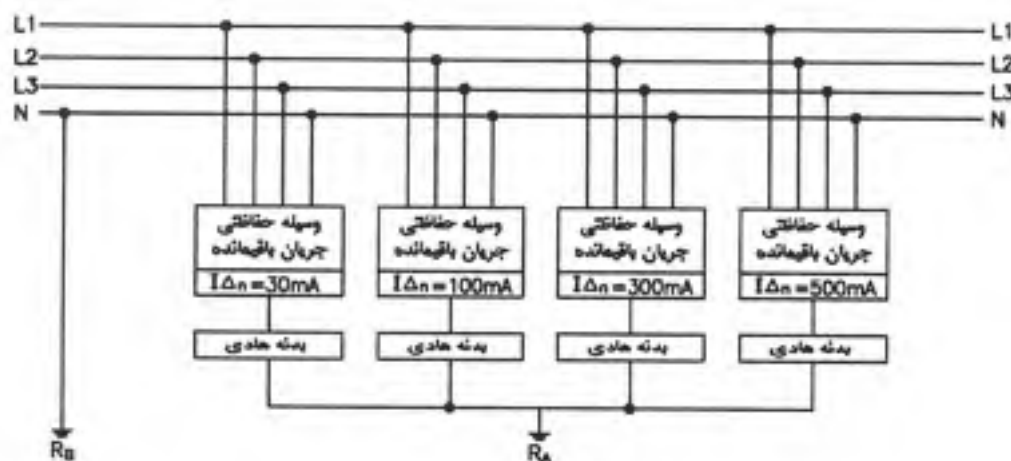 L1
L1
L2
L2
L3
L3
N
N
وسیله حفاظتی
جریان باقیمانده
IΔn=30mA
بدنه هادی
وسیله حفاظتی
جریان باقیمانده
IΔn=100mA
بدنه هادی
وسیله حفاظتی
جریان باقیمانده
IΔn=300mA
بدنه هادی
وسیله حفاظتی
جریان باقیمانده
IΔn=500mA
بدنه هادی
RB
RA